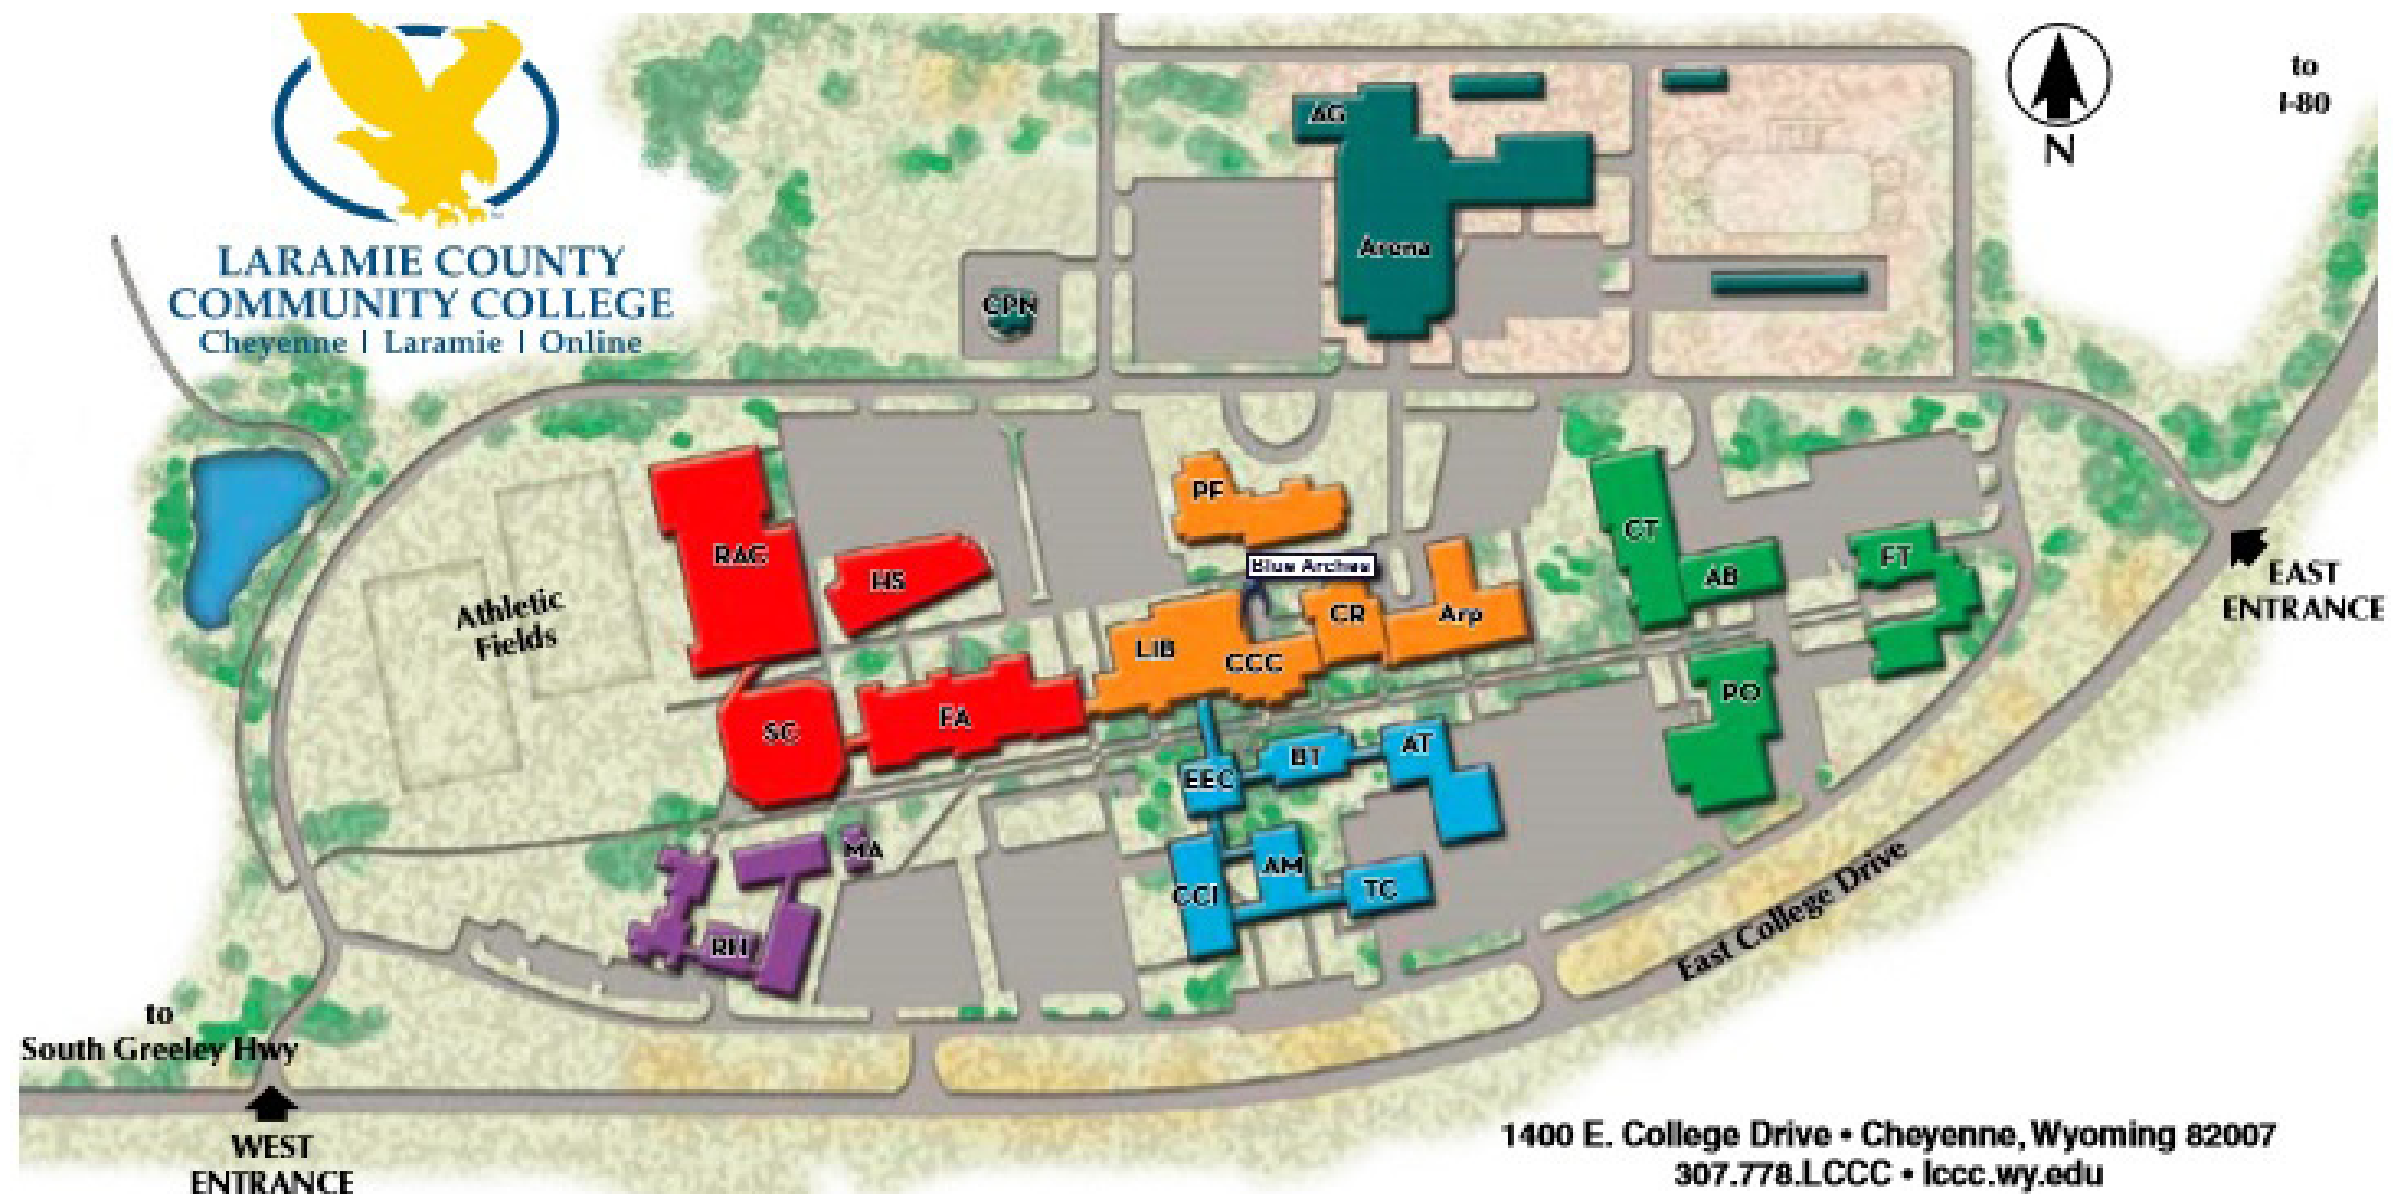 to
I-80
N
LARAMIE COUNTY
COMMUNITY COLLEGE
Cheyenne | Laramie | Online
AG
Arena
CPN
PF
RAC
HS
Blue Arches
CT
AB
FT
EAST
ENTRANCE
Athletic
Fields
LIB
CCC
CR
Arp
SC
FA
PO
EEC
BT
AT
MA
RH
CCI
AM
TC
East College Drive
to
South Greeley Hwy
WEST
ENTRANCE
1400 E. College Drive • Cheyenne, Wyoming 82007
307.778.LCCC • lccc.wy.edu